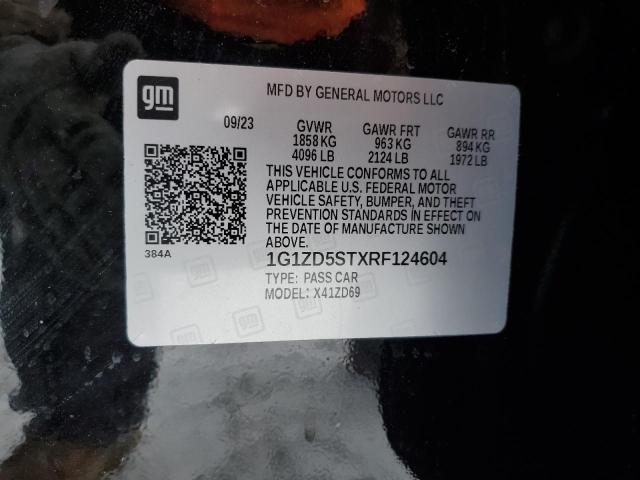 gm
MFD BY GENERAL MOTORS LLC
09/23 GVWR GAWR FRT GAWR RR
1858 KG 963 KG 894 KG
4096 LB 2124 LB 1972 LB
THIS VEHICLE CONFORMS TO ALL
APPLICABLE U.S. FEDERAL MOTOR
VEHICLE SAFETY, BUMPER, AND THEFT
PREVENTION STANDARDS IN EFFECT ON
THE DATE OF MANUFACTURE SHOWN
ABOVE.
384A
1G1ZD5STXRF124604
TYPE: PASS CAR
MODEL: X41ZD69